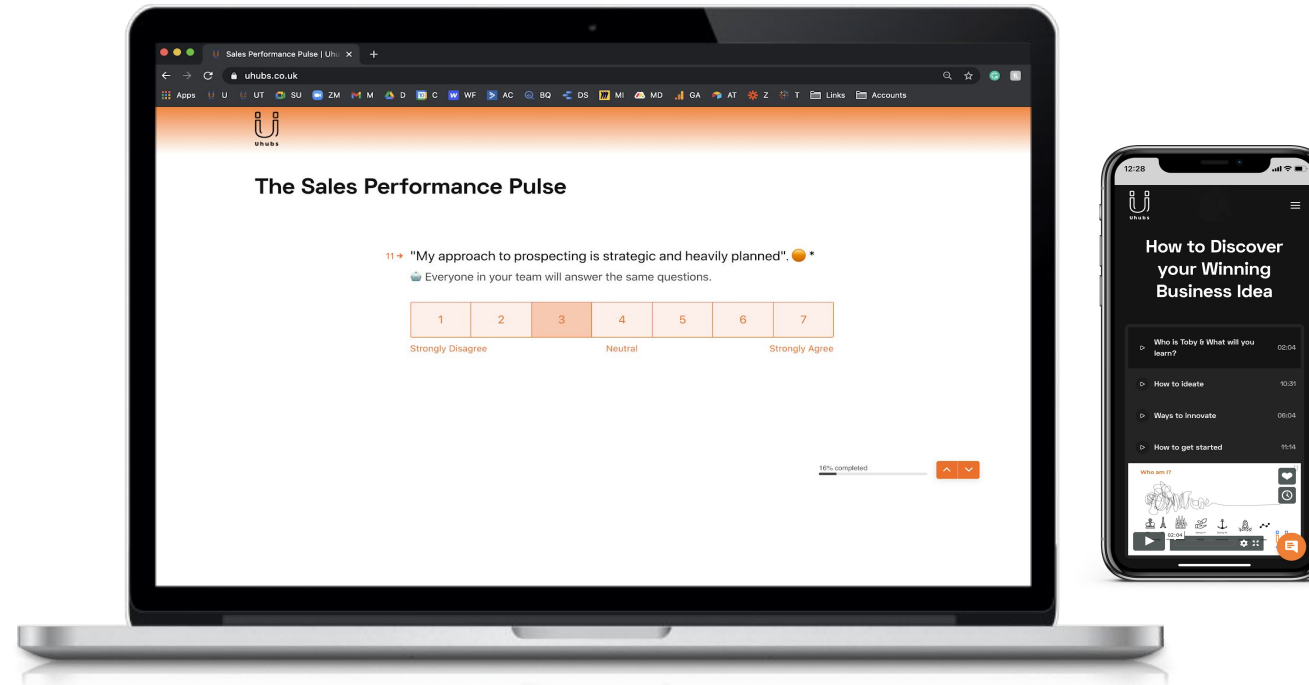 Sales Performance Pulse | Uhu
uhubs.co.uk
Apps U UT SU ZM M D C WF AC BQ DS MI MD GA AT Z T Links Accounts
Uhubs
The Sales Performance Pulse
11 → "My approach to prospecting is strategic and heavily planned". *
Everyone in your team will answer the same questions.
1 2 3 4 5 6 7
Strongly Disagree Neutral Strongly Agree
16% completed
12:28
Uhubs
How to Discover
your Winning
Business Idea
Who is Toby & What will you 02:04
learn?
How to ideate 10:31
Ways to innovate 06:04
How to get started 11:14
Who am I?
02:04